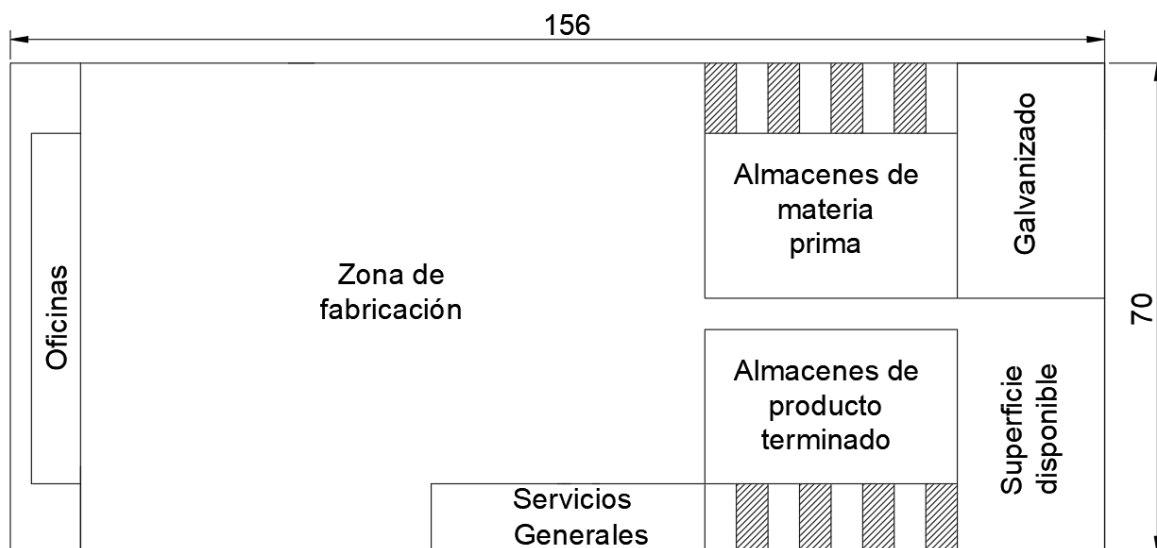 156
Oficinas
Zona de
fabricación
Almacenes de
materia
prima
Galvanizado
70
Almacenes de
producto
terminado
Superficie
disponible
Servicios
Generales